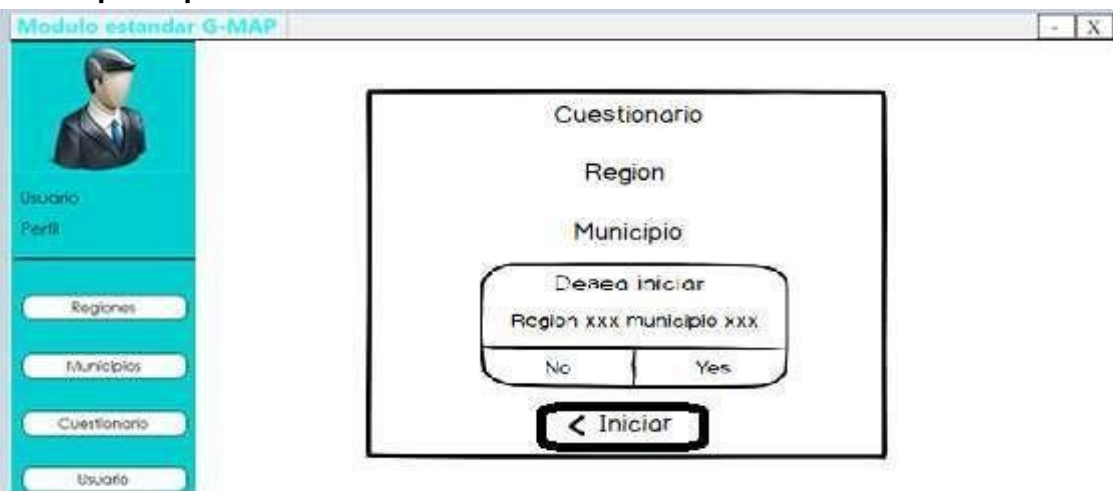 Modulo estandar G-MAP
- X
Usuario
Perfil
Regiones
Municipios
Cuestionario
Usuario
Cuestionario
Region
Municipio
Desea iniciar
Region xxx municipio xxx
No Yes
< Iniciar